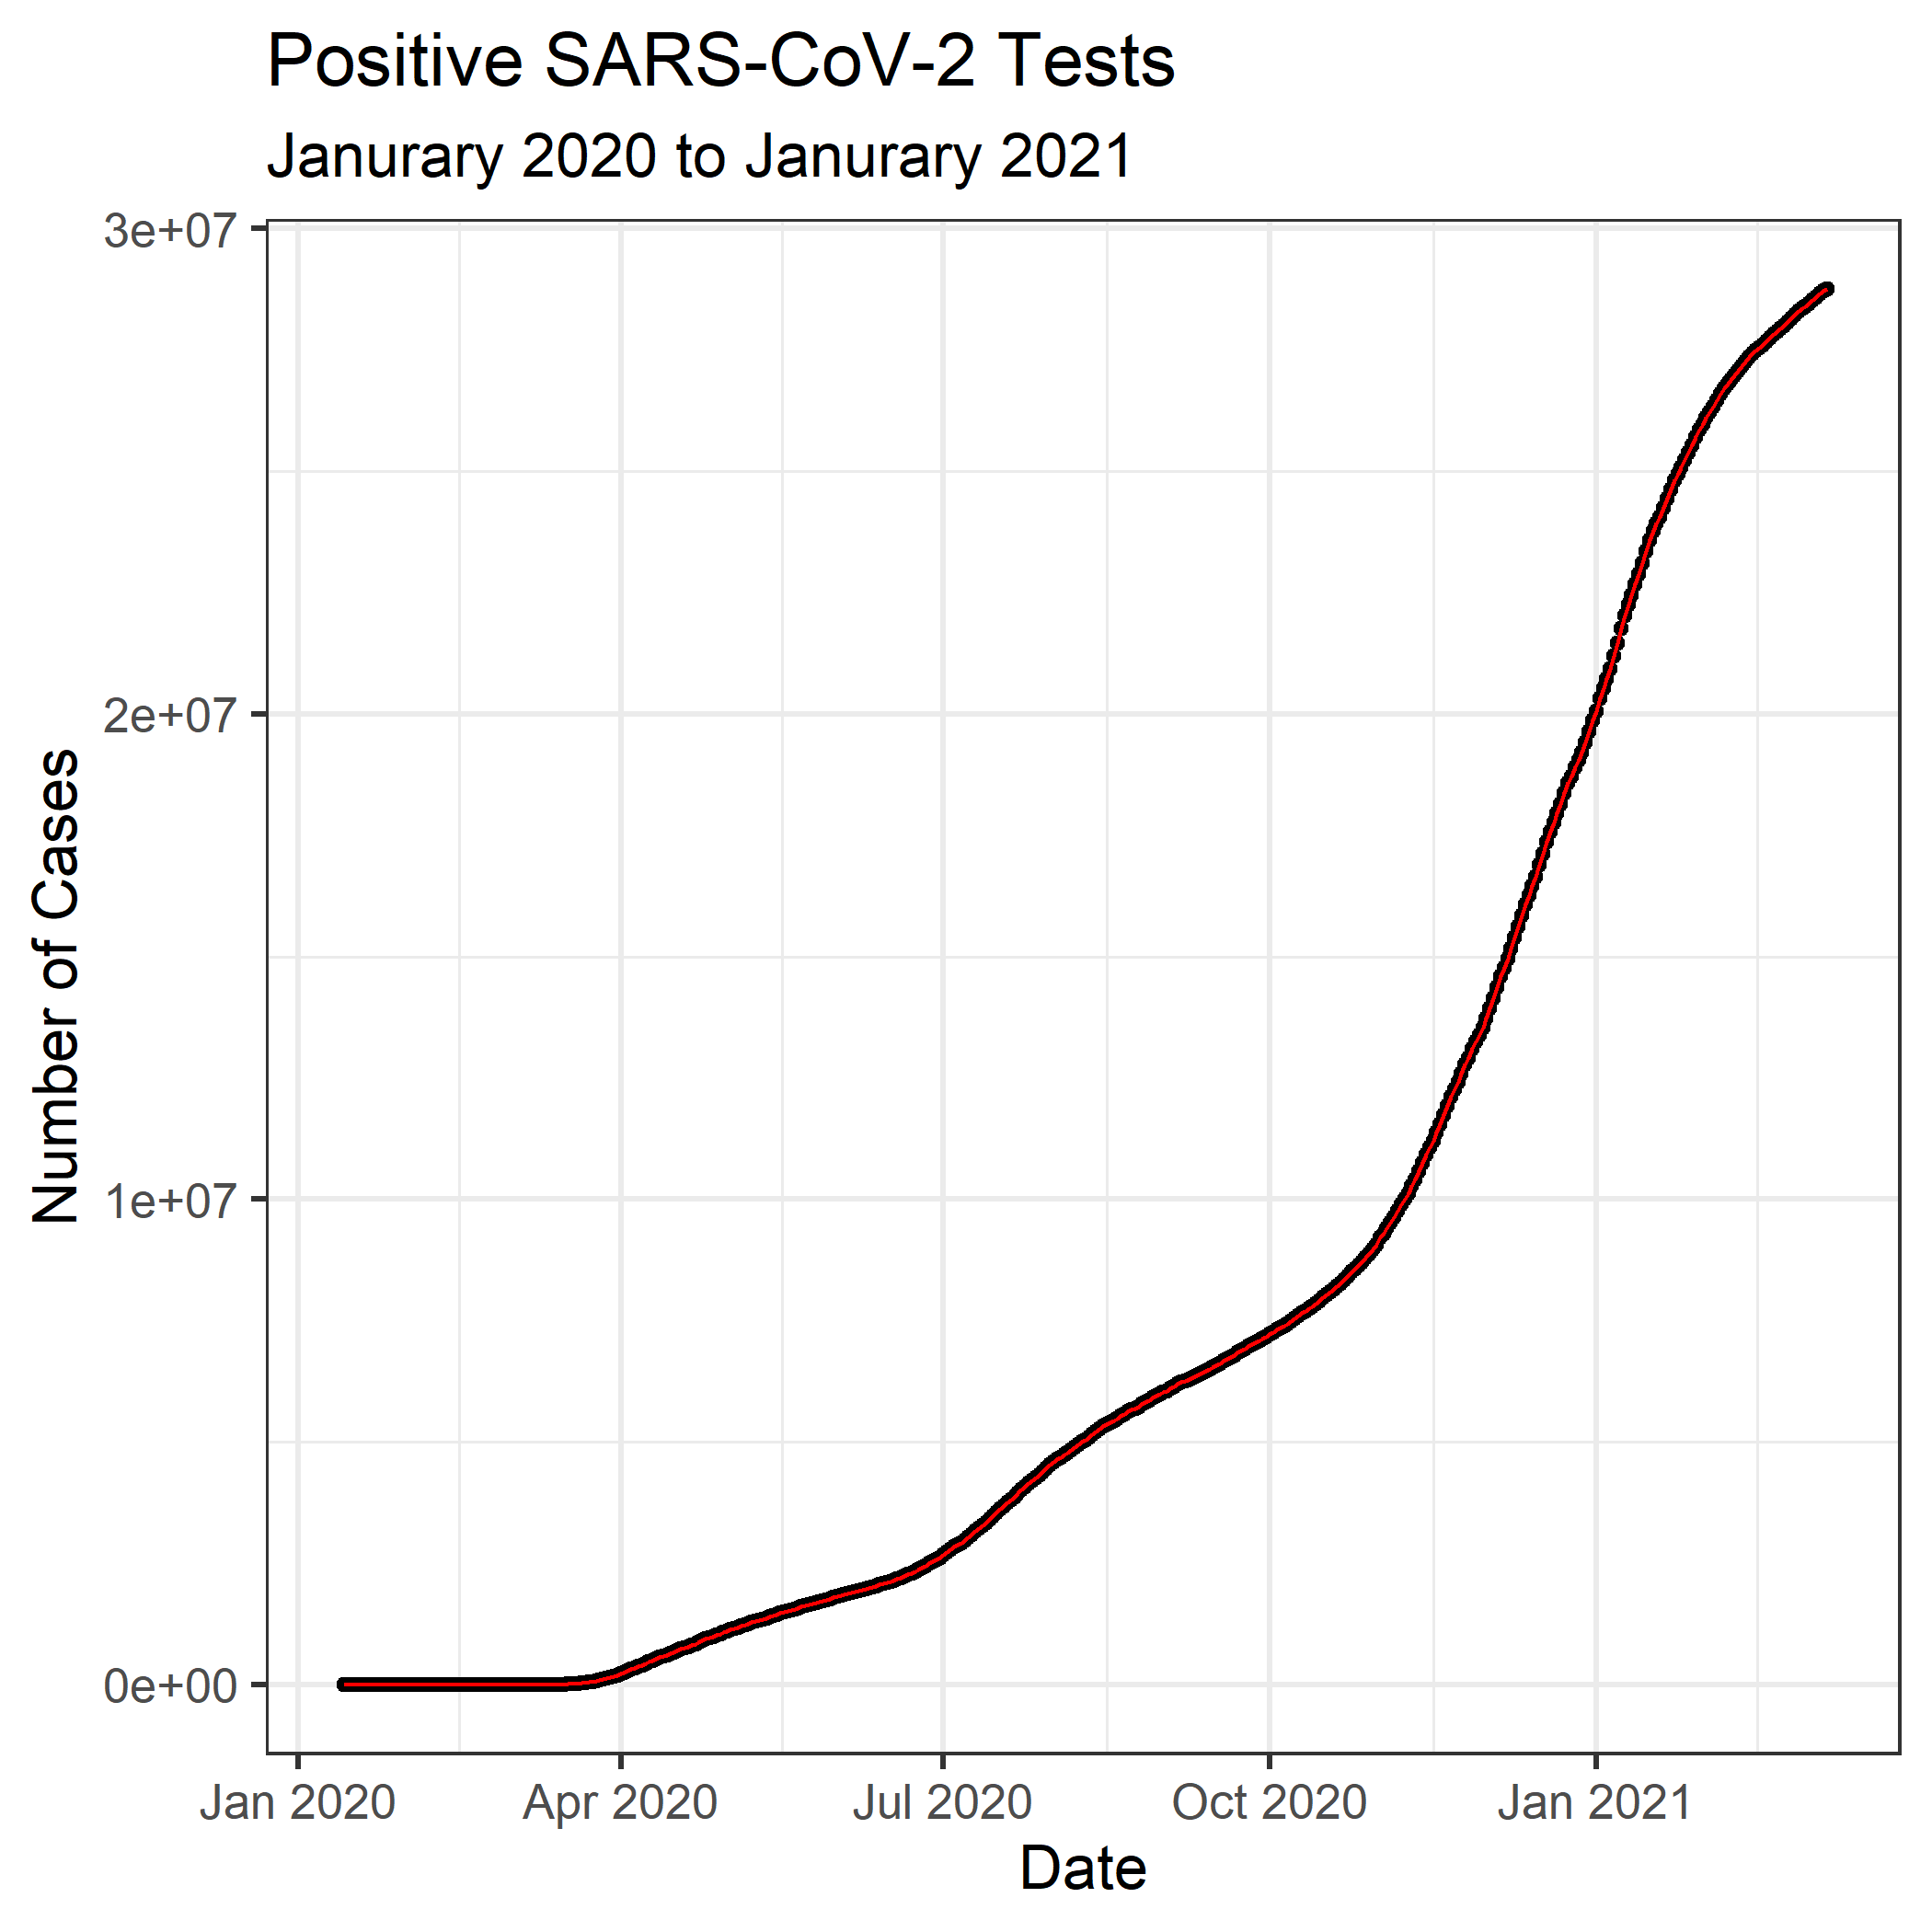 Positive SARS-CoV-2 Tests
Janurary 2020 to Janurary 2021
3e+07
2e+07
1e+07
0e+00
Number of Cases
Jan 2020 Apr 2020 Jul 2020 Oct 2020 Jan 2021
Date